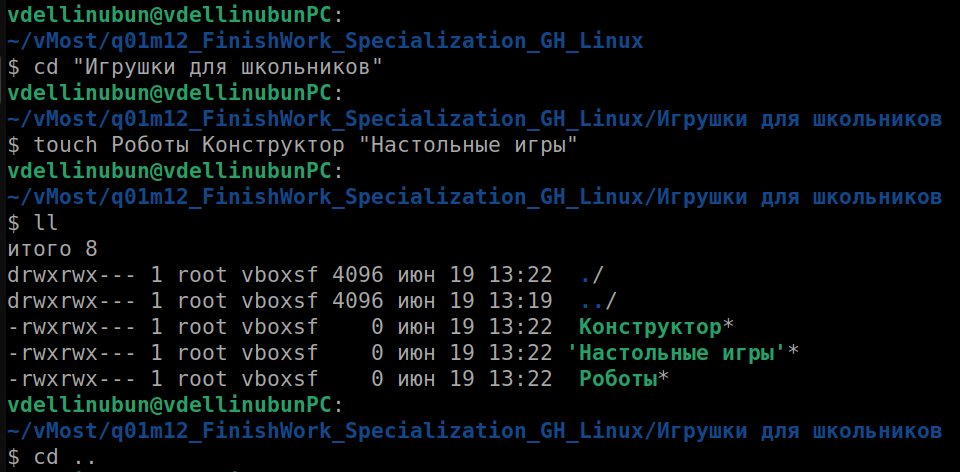 vdellinubun@vdellinubunPC:
~/vMost/q01m12_FinishWork_Specialization_GH_Linux
$ cd "Игрушки для школьников"
vdellinubun@vdellinubunPC:
~/vMost/q01m12_FinishWork_Specialization_GH_Linux/Игрушки для школьников
$ touch Роботы Конструктор "Настольные игры"
vdellinubun@vdellinubunPC:
~/vMost/q01m12_FinishWork_Specialization_GH_Linux/Игрушки для школьников
$ ll
итого 8
drwxrwx--- 1 root vboxsf 4096 июн 19 13:22  ./
drwxrwx--- 1 root vboxsf 4096 июн 19 13:19  ../
-rwxrwx--- 1 root vboxsf    0 июн 19 13:22  Конструктор*
-rwxrwx--- 1 root vboxsf    0 июн 19 13:22 'Настольные игры'*
-rwxrwx--- 1 root vboxsf    0 июн 19 13:22  Роботы*
vdellinubun@vdellinubunPC:
~/vMost/q01m12_FinishWork_Specialization_GH_Linux/Игрушки для школьников
$ cd ..